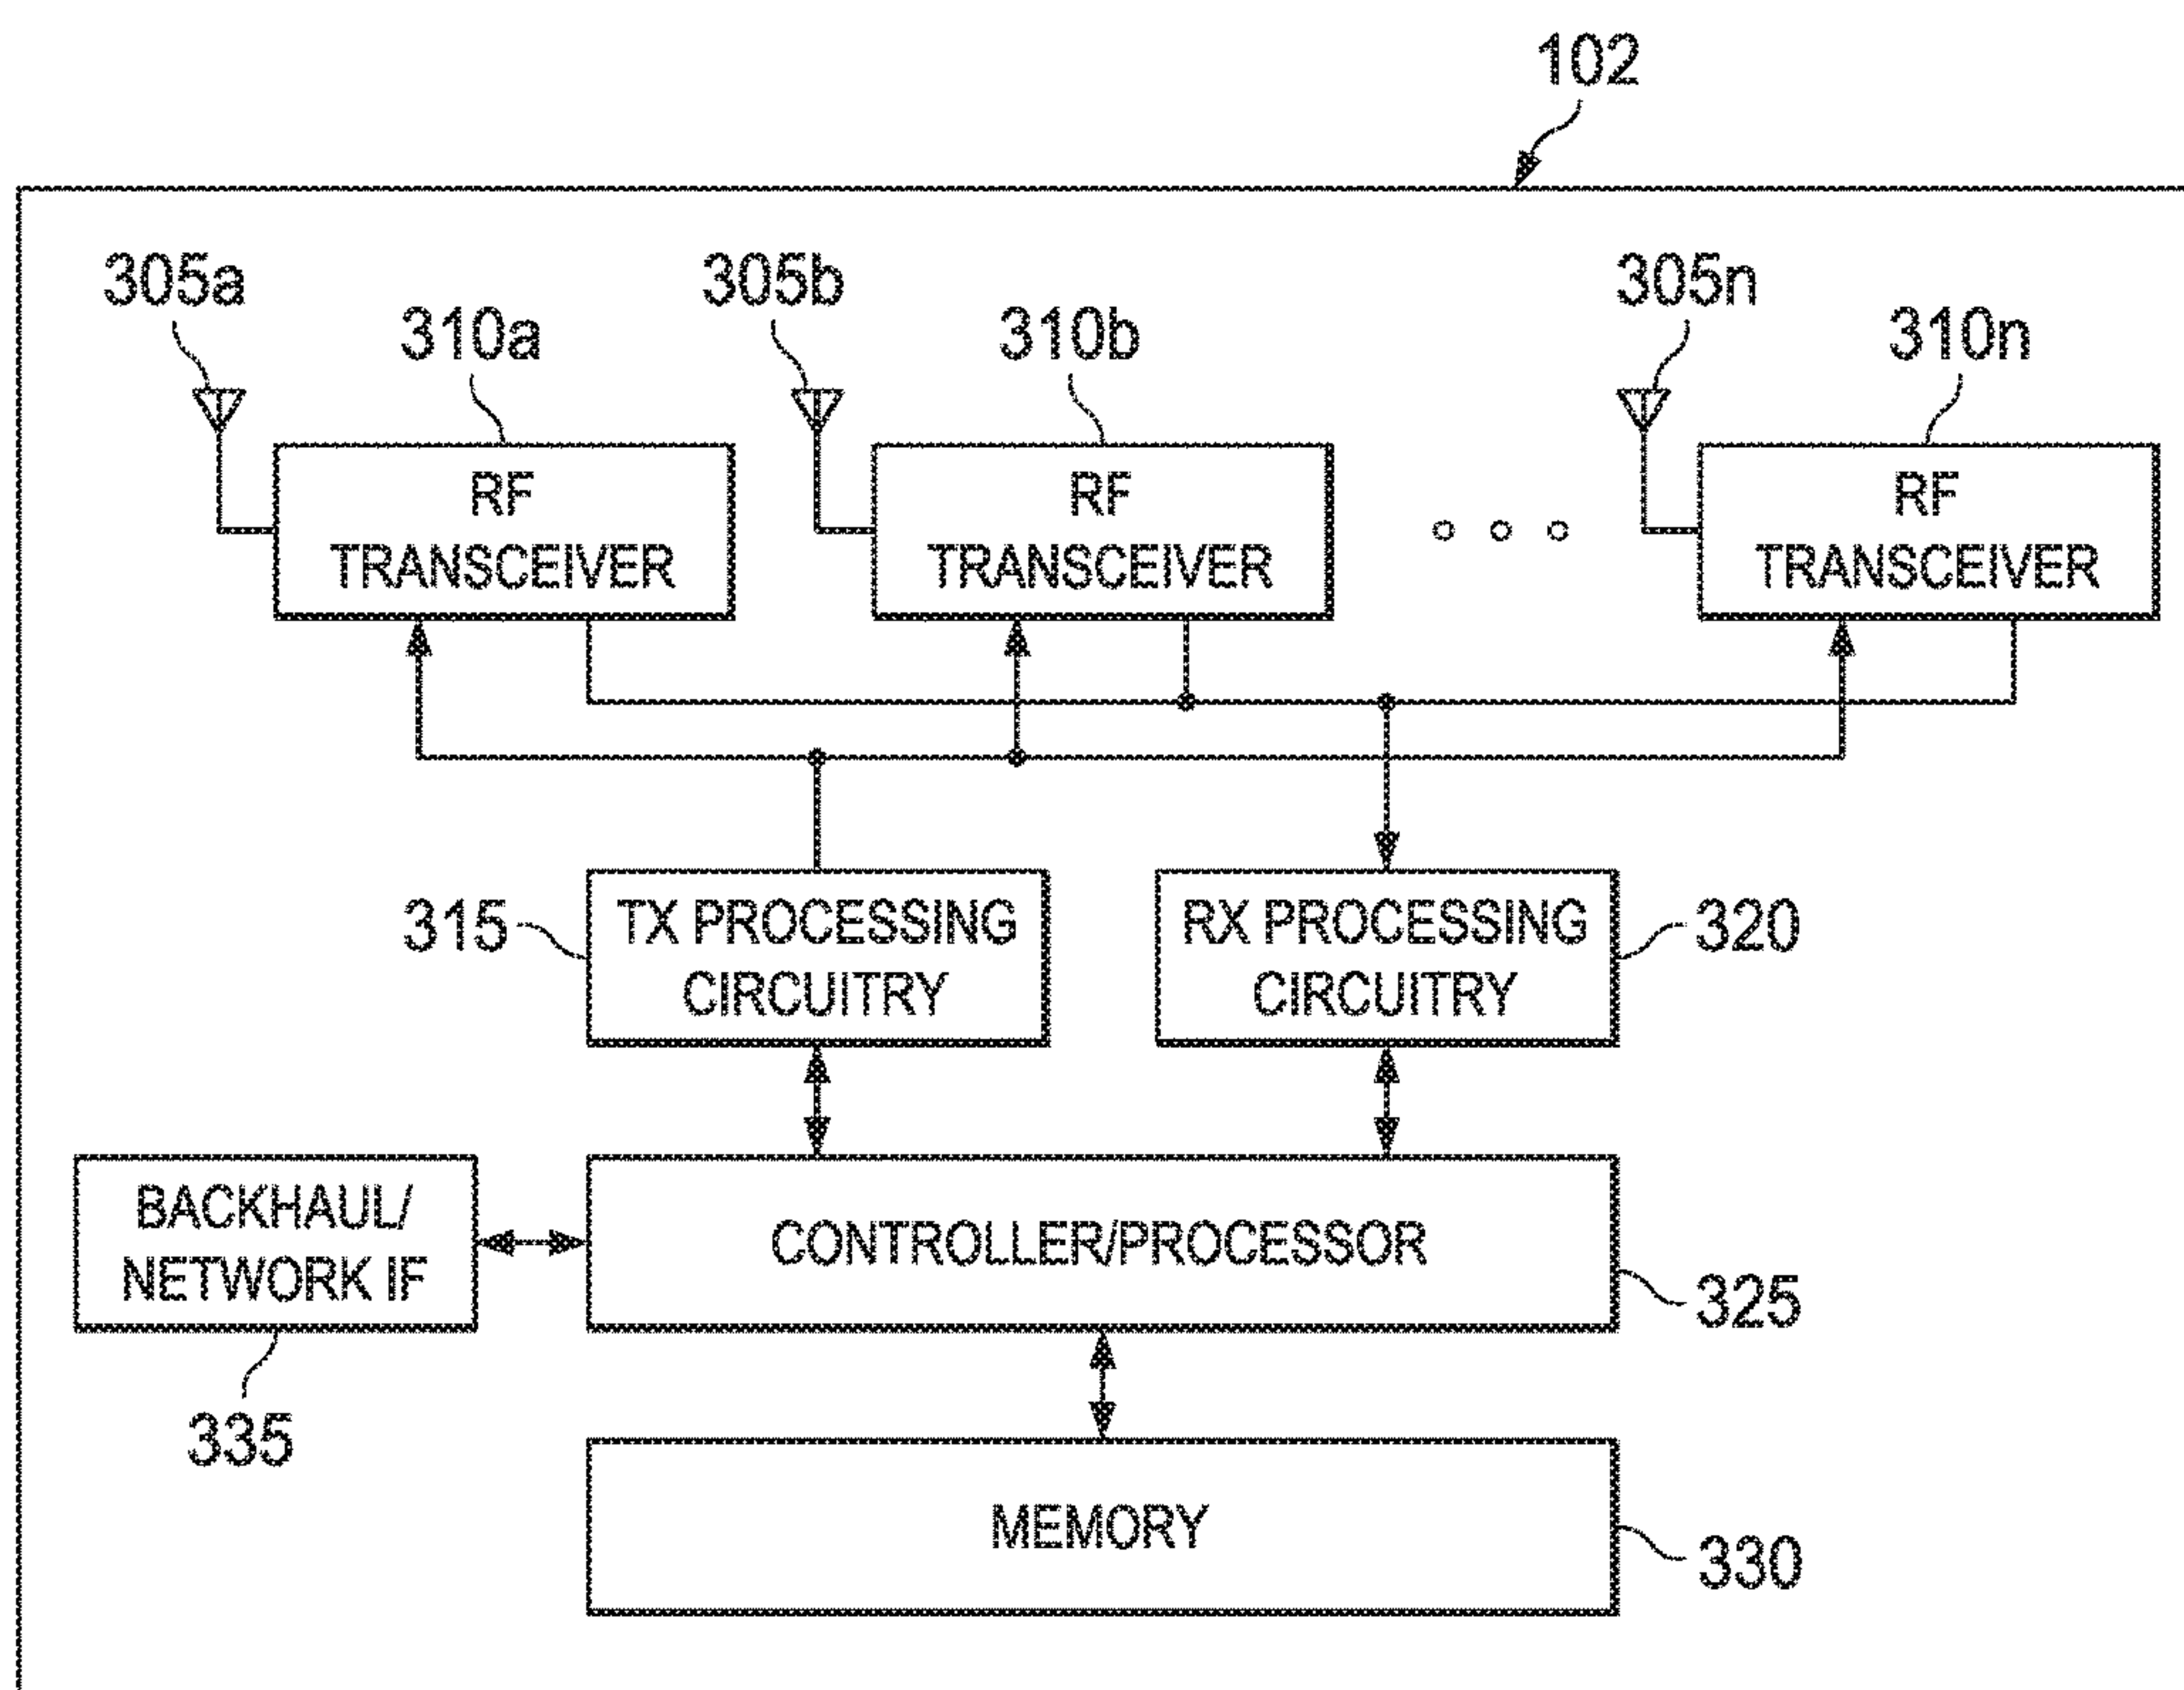 102
305a
305b
305n
310a
310b
310n
RF
TRANSCEIVER
RF
TRANSCEIVER
RF
TRANSCEIVER
315
TX PROCESSING
CIRCUITRY
RX PROCESSING
CIRCUITRY
320
BACKHAUL/
NETWORK IF
335
CONTROLLER/PROCESSOR
325
MEMORY
330